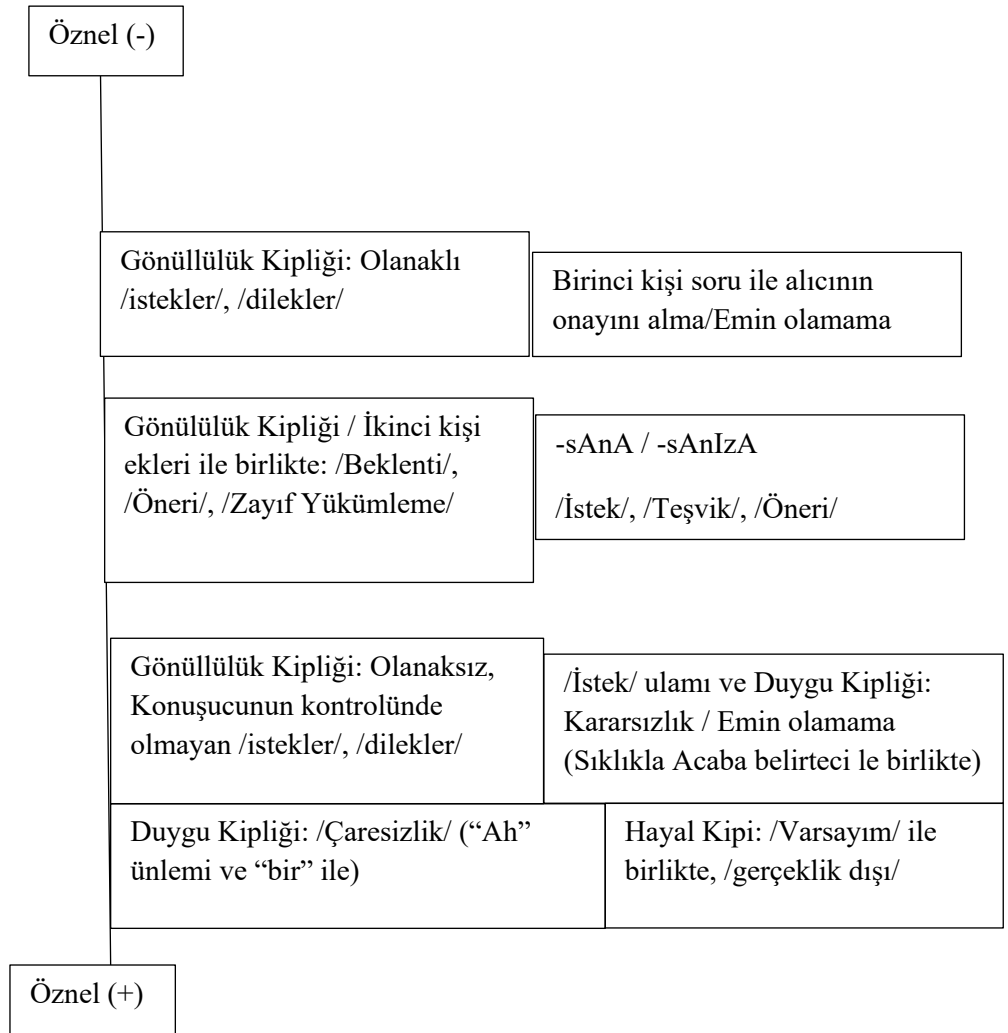 Öznel (-)
Gönüllülük Kipliği: Olanaklı
/istekler/, /dilekler/
Birinci kişi soru ile alıcının
onayını alma/Emin olamama
Gönülülük Kipliği / İkinci kişi
ekleri ile birlikte: /Beklenti/,
/Öneri/, /Zayıf Yükümleme/
-sAnA / -sAnIzA
/İstek/, /Teşvik/, /Öneri/
Gönüllülük Kipliği: Olanaksız,
Konuşucunun kontrolünde
olmayan /istekler/, /dilekler/
/İstek/ ulamı ve Duygu Kipliği:
Kararsızlık / Emin olamama
(Sıklıkla Acaba belirteci le birlikte)
Duygu Kipliği: /Çaresizlik/ (“Ah”
ünlemi ve “bir” ile)
Hayal Kipi: /Varsayım/ ile
birlikte, /gerçeklik dışı/
Öznel (+)